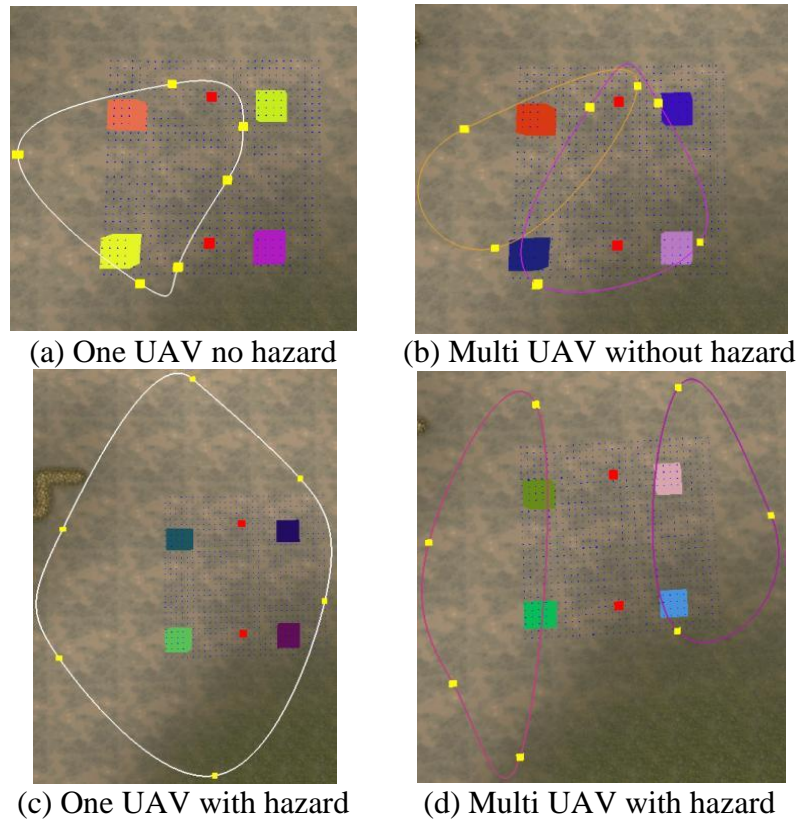 (a) One UAV no hazard
(b) Multi UAV without hazard
(c) One UAV with hazard
(d) Multi UAV with hazard